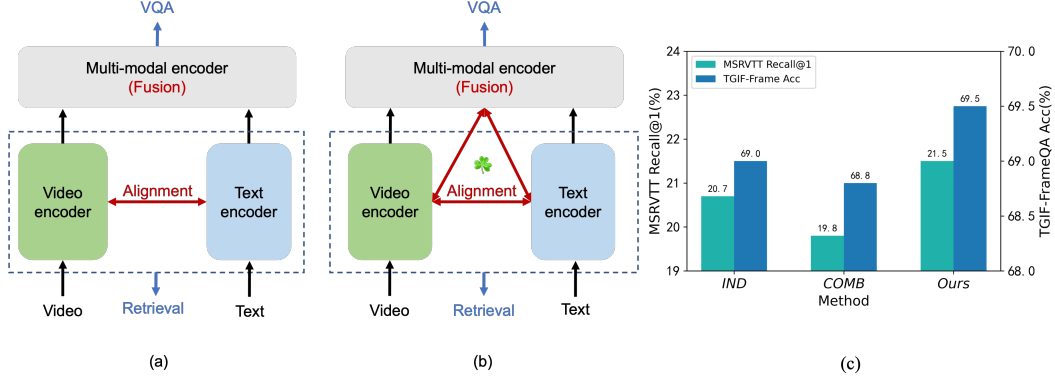 VQA
Multi-modal encoder
(Fusion)
Video
encoder
Alignment
Text
encoder
Video
Retrieval
Text
(a)
VQA
Multi-modal encoder
(Fusion)
Video
encoder
Alignment
Text
encoder
Video
Retrieval
Text
(b)
MSRVTT Recall@1(%)
24
23
22
21
20
19
MSRVTT Recall@1
TGIF-Frame Acc
20.7
69.0
19.8
68.8
21.5
69.5
IND
COMB
Ours
Method
70.0
69.5
69.0
68.5
68.0
TGIF-FrameQA Acc(%)
(c)